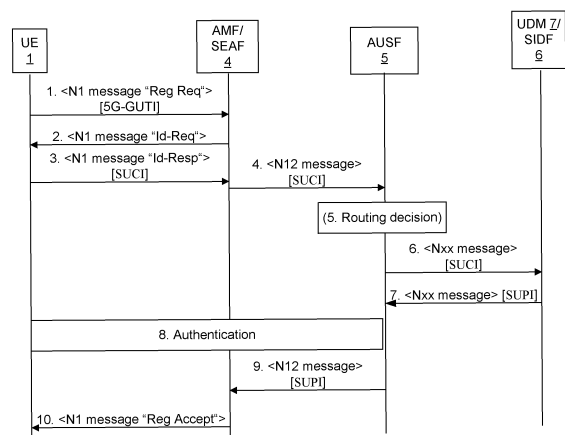 UE
1
AMF/
SEAF
4
AUSF
5
UDM 7/
SIDF
6
1. <N1 message “Reg Req“>
[5G-GUTI]
2. <N1 message “Id-Req“>
3. <N1 message “Id-Resp“>
[SUCI]
4. <N12 message>
[SUCI]
(5. Routing decision)
6. <Nxx message>
[SUCI]
7. <Nxx message> [SUPI]
8. Authentication
9. <N12 message>
[SUPI]
10. <N1 message “Reg Accept“>